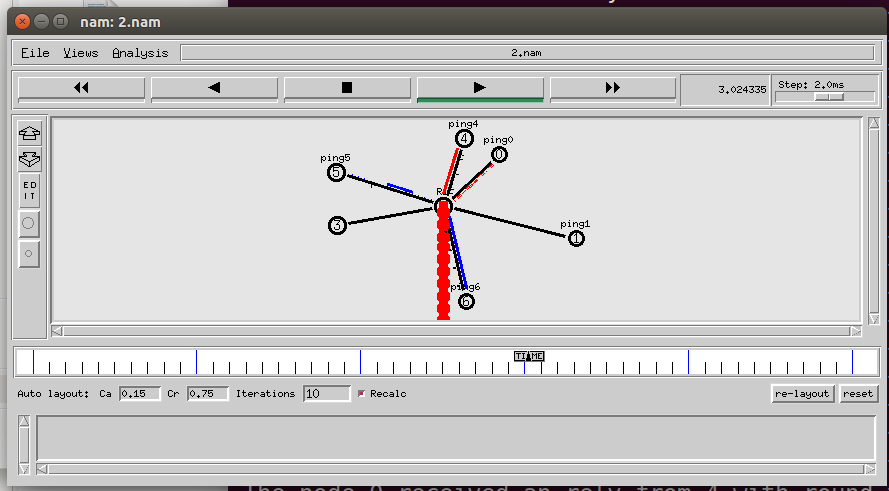 nam: 2.nam
File Views Analysis 2.nam
3.024335 Step: 2.0ms
EDIT
ping4
4
ping0
0
ping5
5
3
ping1
1
ping6
6
TIME
Auto layout: Ca 0.15 Cr 0.75 Iterations 10 Recalc re-layout reset
The node 0 received an rely from 4 with round